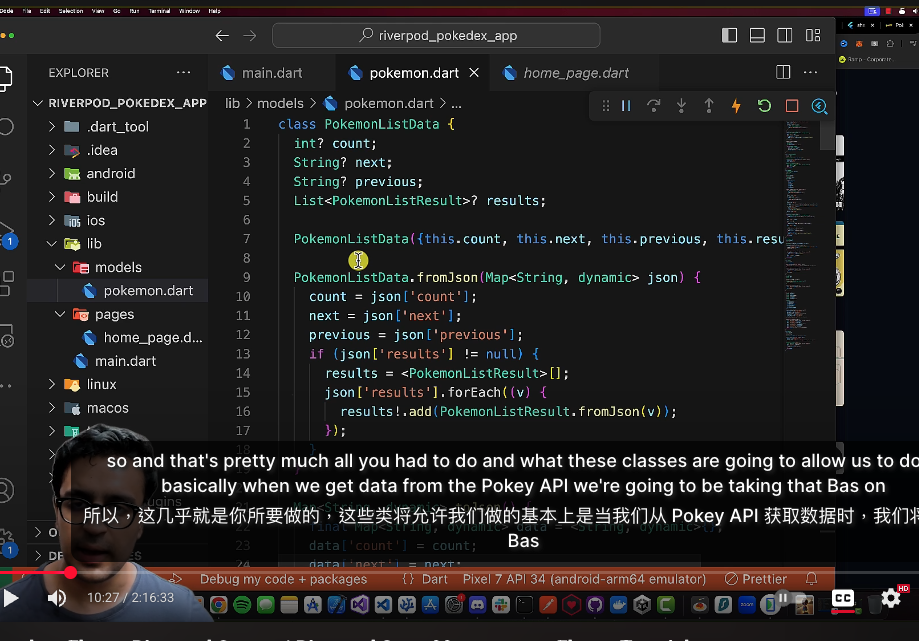 Code File Edit Selection View Go Run Terminal Window Help
riverpod_pokedex_app
EXPLORER
main.dart
pokemon.dart
home_page.dart
RIVERPOD_POKEDEX_APP
.dart_tool
.idea
android
build
ios
lib
models
pokemon.dart
pages
home_page.d...
main.dart
linux
macos
1
1
lib > models > pokemon.dart > ...
1 class PokemonListData {
2 int? count;
3 String? next;
4 String? previous;
5 List<PokemonListResult>? results;
6
7 PokemonListData({this.count, this.next, this.previous, this.resu
8
9 PokemonListData.fromJson(Map<String, dynamic> json) {
10 count = json['count'];
11 next = json['next'];
12 previous = json['previous'];
13 if (json['results'] != null) {
14 results = <PokemonListResult>[];
15 json['results'].forEach((v) {
16 results!.add(PokemonListResult.fromJson(v));
17 });
18 }
so and that's pretty much all you had to do and what these classes are going to allow us to do
basically when we get data from the Pokey API we're going to be taking that Bas on
所以，这几乎就是你所要做的，这些类将允许我们做的基本上是当我们从 Pokey API 获取数据时，我们将
Bas
23 data['count'] = count;
24 data['next'] = next;
Debug my code + packages
{} Dart
Pixel 7 API 34 (android-arm64 emulator)
Prettier
10:27 / 2:16:33
CC
HD